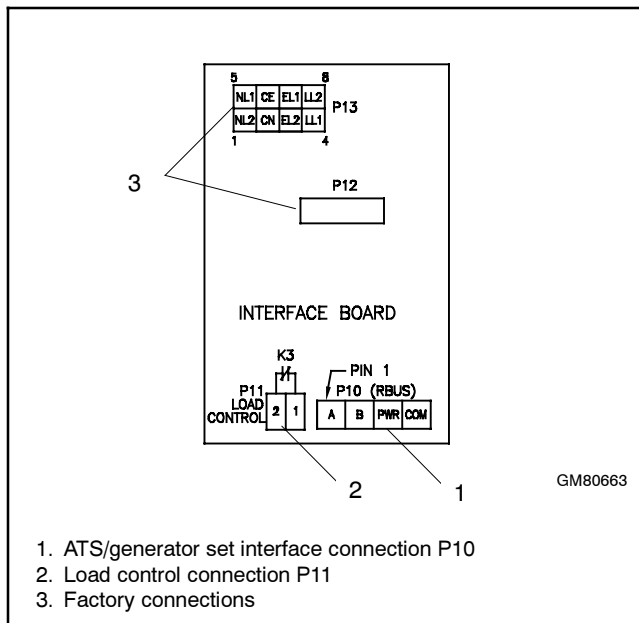 5 8
NL1 CE EL1 LL2
P13
NL2 CN EL2 LL1
1 4
3
P12
INTERFACE BOARD
K3
PIN 1
P11
LOAD
CONTROL
2 1
P10 (RBUS)
A B PWR COM
GM80663
2
1
1. ATS/generator set interface connection P10
2. Load control connection P11
3. Factory connections